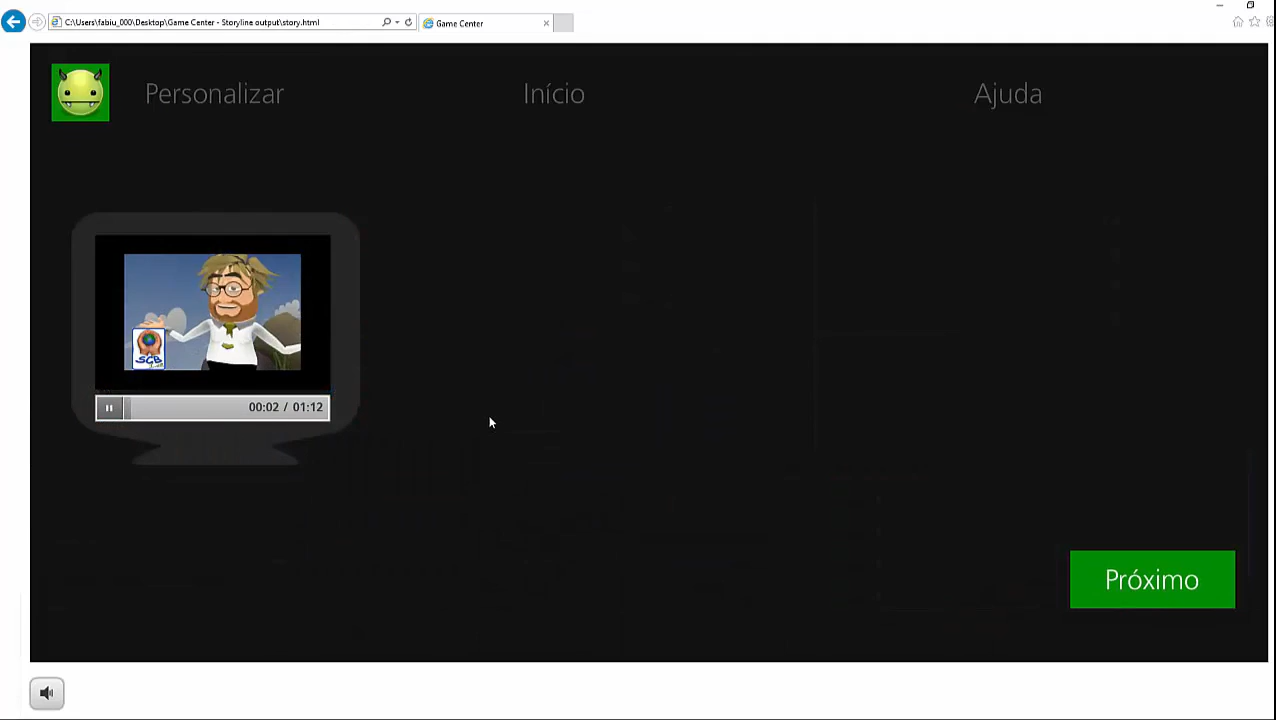 C:\Users\fabiu_000\Desktop\Game Center - Storyline output\story.html
Game Center
Personalizar
Início
Ajuda
SCB
00:02 / 01:12
Próximo